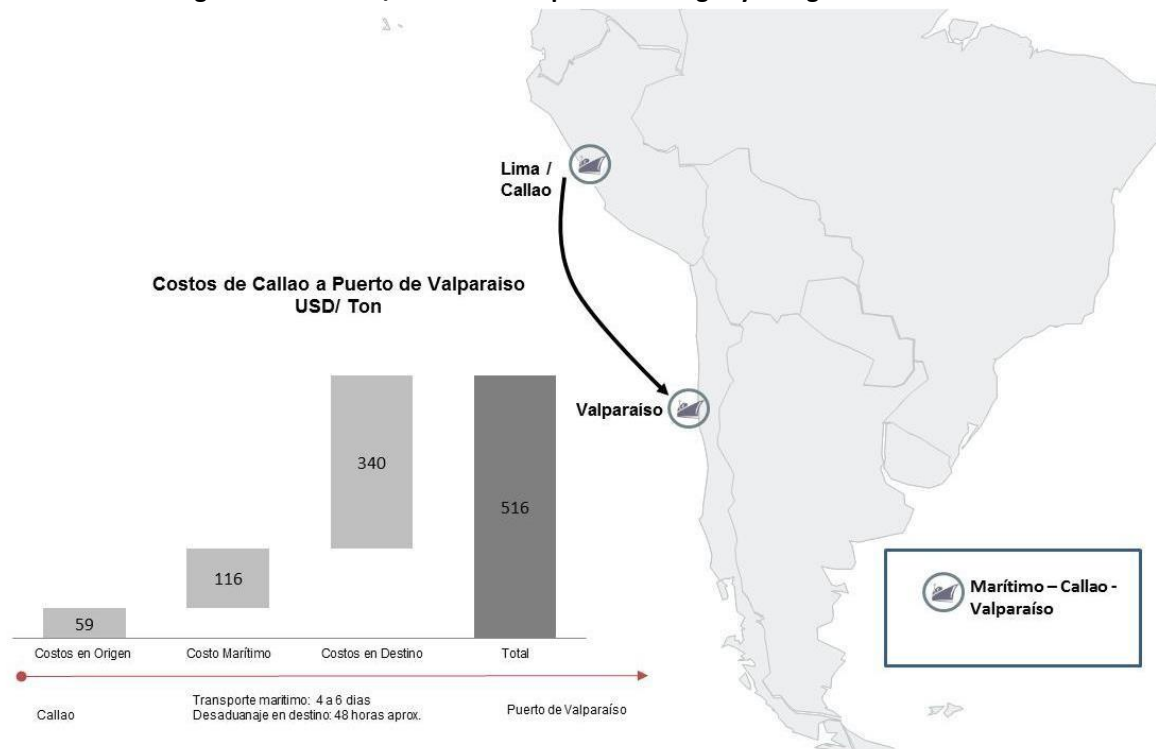 Lima /
Callao
Costos de Callao a Puerto de Valparaiso
USD/ Ton
Valparaíso
340
516
116
59
Costos en Origen
Costo Marítimo
Costos en Destino
Total
Transporte maritimo: 4 a 6 dias
Desaduanaje en destino: 48 horas aprox.
Callao
Puerto de Valparaíso
Marítimo – Callao -
Valparaíso